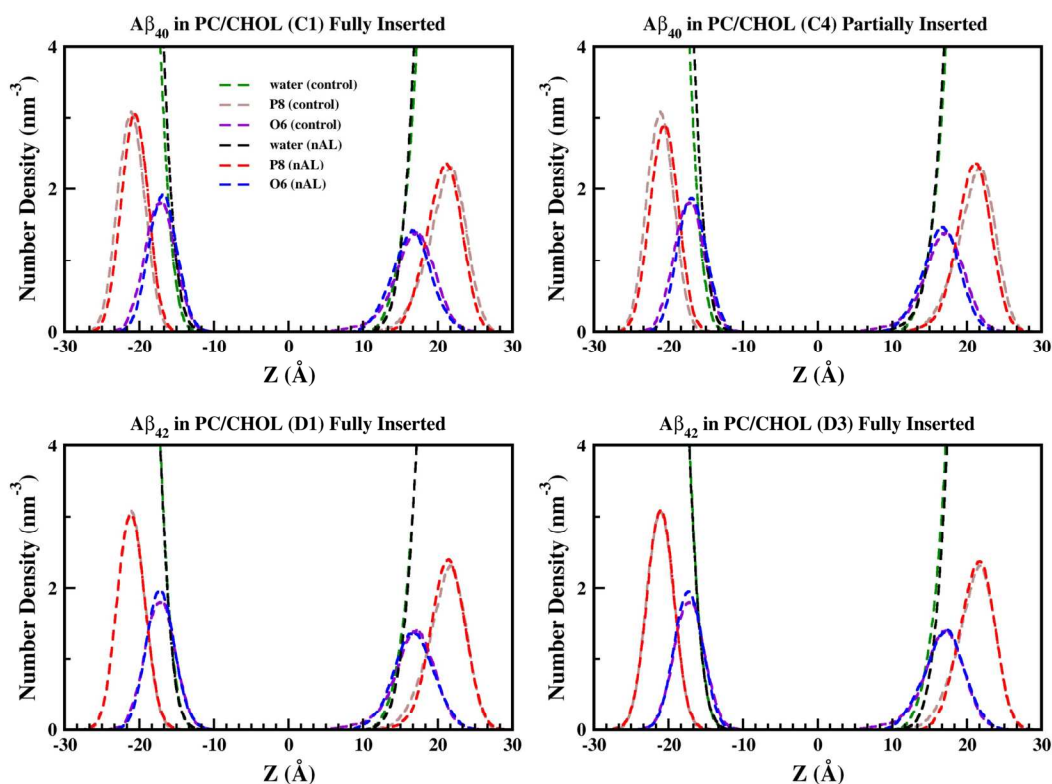 Aβ40 in PC/CHOL (C1) Fully Inserted
Number Density (nm-3)
4
2
0
water (control)
P8 (control)
O6 (control)
water (nAL)
P8 (nAL)
O6 (nAL)
-30 -20 -10 0 10 20 30
Z (Å)
Aβ40 in PC/CHOL (C4) Partially Inserted
Number Density (nm-3)
4
2
0
-30 -20 -10 0 10 20 30
Z (Å)
Aβ42 in PC/CHOL (D1) Fully Inserted
Number Density (nm-3)
4
2
0
-30 -20 -10 0 10 20 30
Z (Å)
Aβ42 in PC/CHOL (D3) Fully Inserted
Number Density (nm-3)
4
2
0
-30 -20 -10 0 10 20 30
Z (Å)